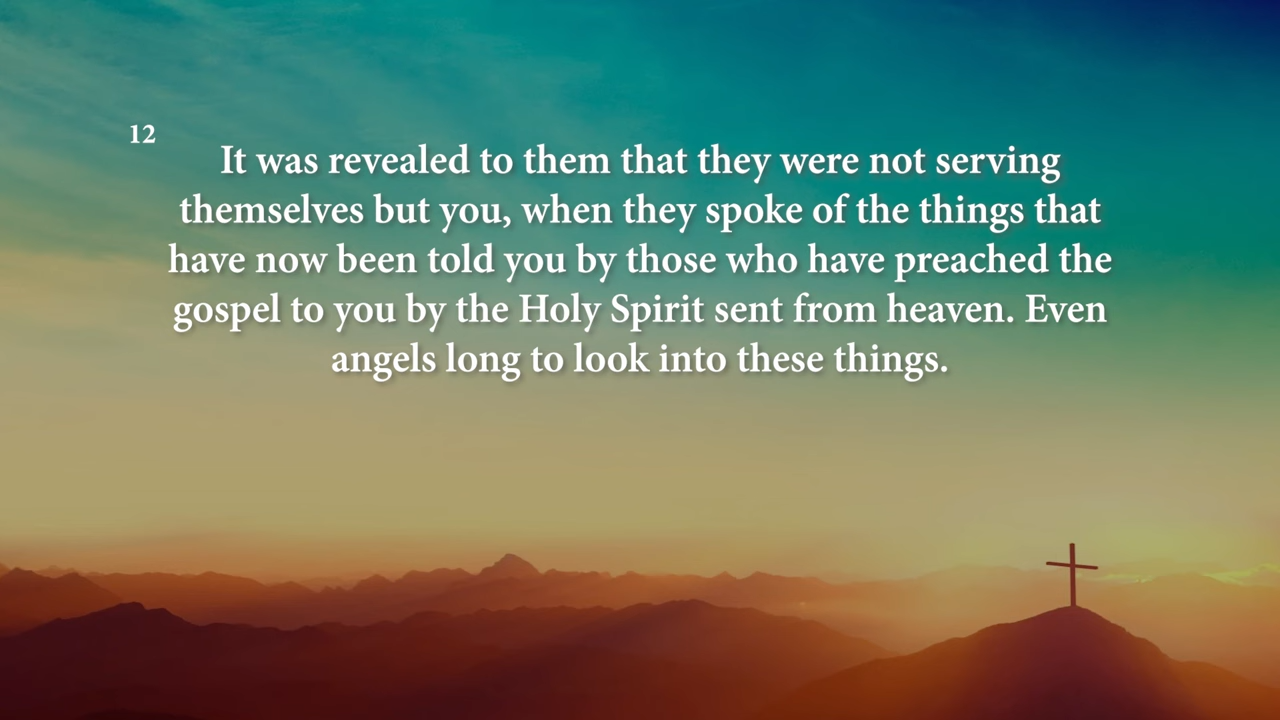 12
It was revealed to them that they were not serving
themselves but you, when they spoke of the things that
have now been told you by those who have preached the
gospel to you by the Holy Spirit sent from heaven. Even
angels long to look into these things.